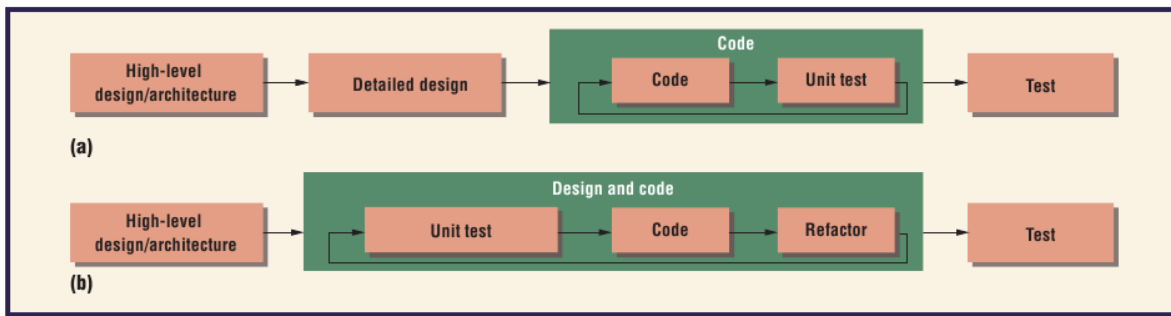 Code
High-level
design/architecture
Detailed design
Code
Unit test
Test
(a)
Design and code
High-level
design/architecture
Unit test
Code
Refactor
Test
(b)